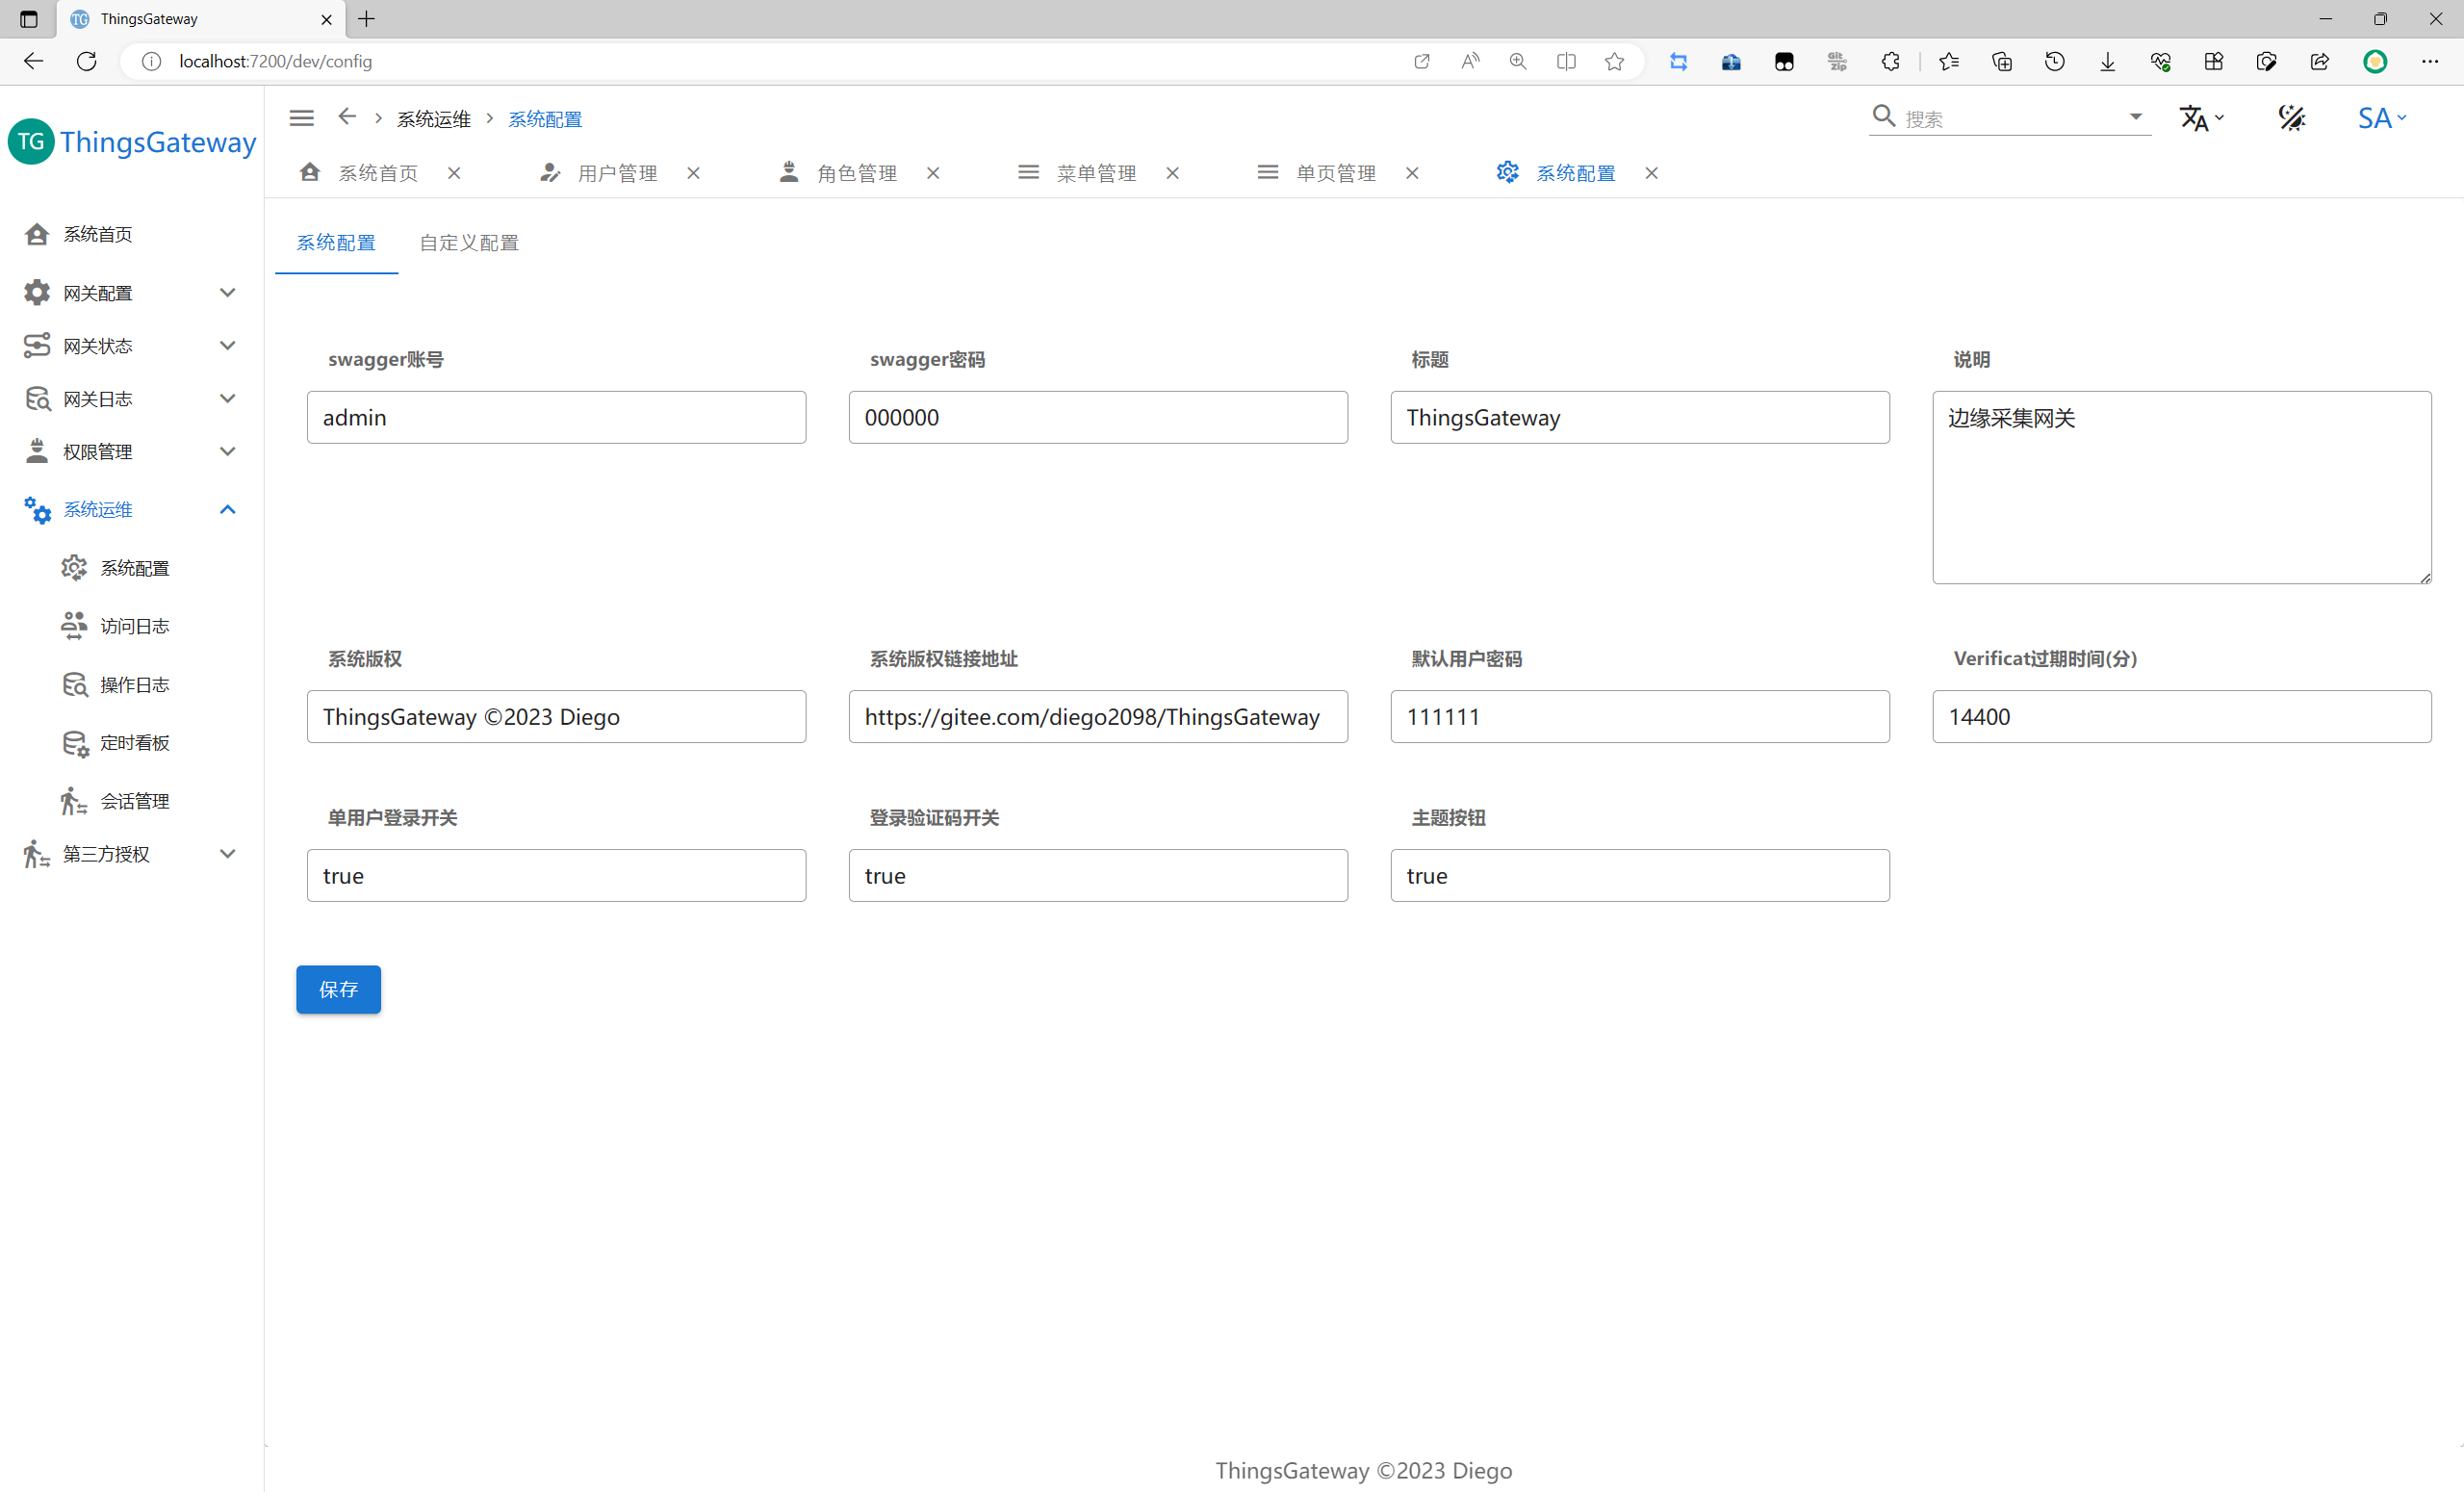 ThingsGateway
localhost:7200/dev/config
Git
zip
TG ThingsGateway
系统运维 系统配置
搜索
SA
系统首页 用户管理 角色管理 菜单管理 单页管理 系统配置
系统首页
网关配置
网关状态
网关日志
权限管理
系统运维
系统配置
访问日志
操作日志
定时看板
会话管理
第三方授权
系统配置 自定义配置
swagger账号 swagger密码 标题 说明
admin 000000 ThingsGateway 边缘采集网关
系统版权 系统版权链接地址 默认用户密码 Verificat过期时间(分)
ThingsGateway ©2023 Diego https://gitee.com/diego2098/ThingsGateway 111111 14400
单用户登录开关 登录验证码开关 主题按钮
true true true
保存
ThingsGateway ©2023 Diego